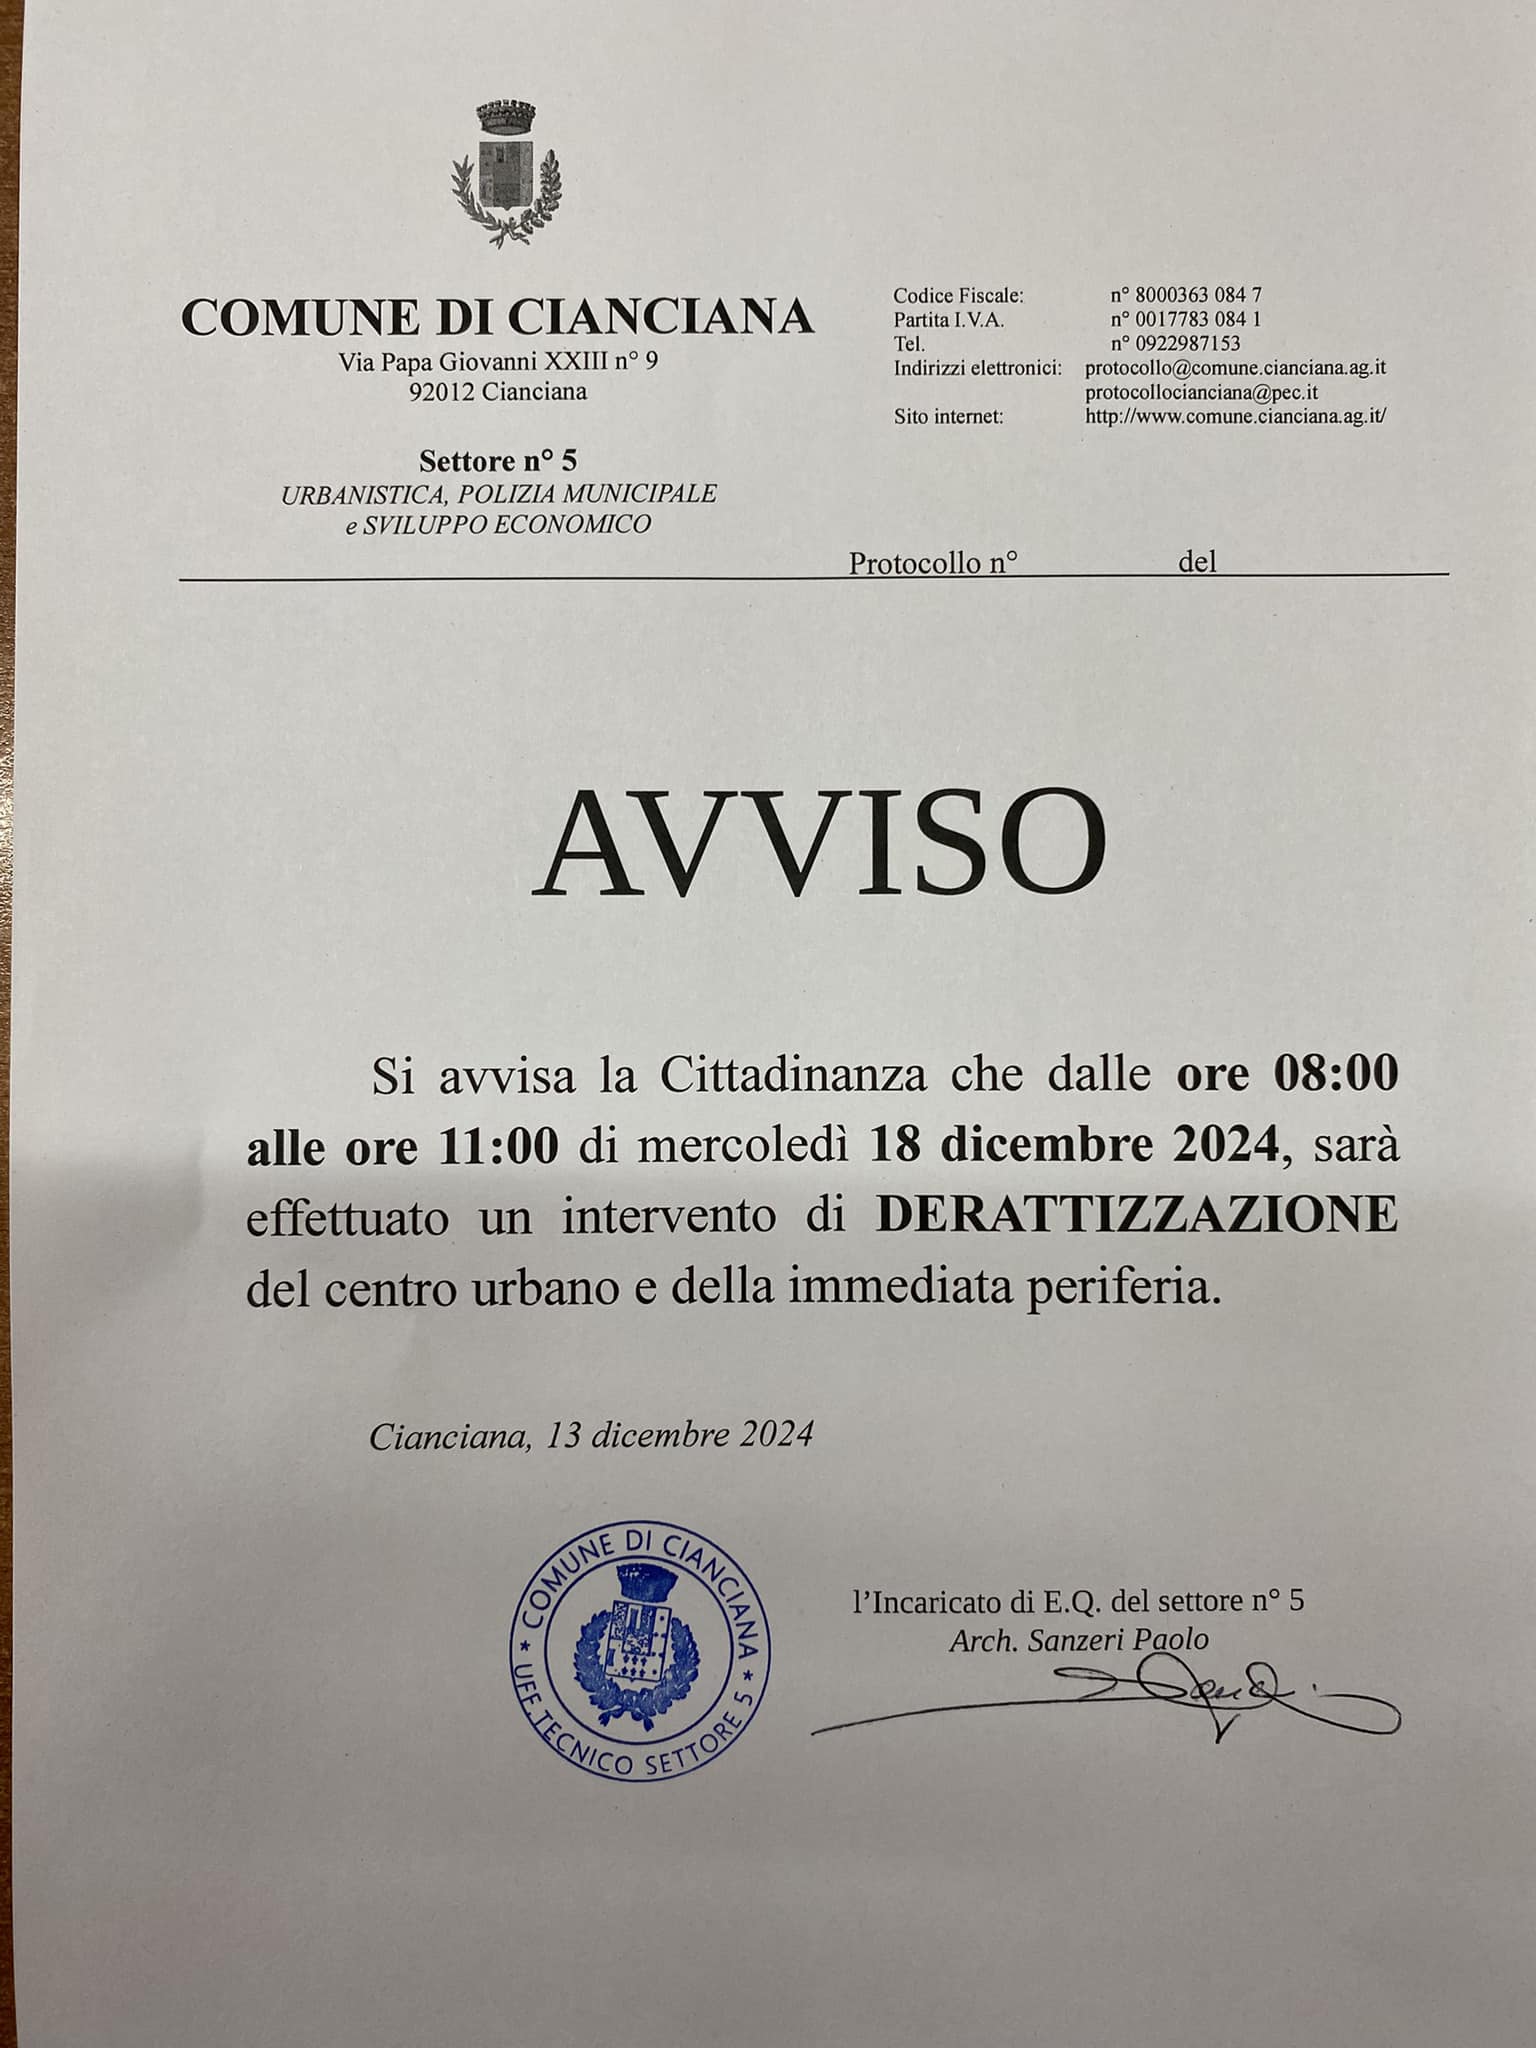 COMUNE DI CIANCIANA
Via Papa Giovanni XXIII n° 9
92012 Cianciana
Settore n° 5
URBANISTICA, POLIZIA MUNICIPALE
e SVILUPPO ECONOMICO
Codice Fiscale: n° 8000363 084 7
Partita I.V.A. n° 0017783 084 1
Tel. n° 0922987153
Indirizzi elettronici: protocollo@comune.cianciana.ag.it
protocollocianciana@pec.it
Sito internet: http://www.comune.cianciana.ag.it/
Protocollo n° del
AVVISO
Si avvisa la Cittadinanza che dalle ore 08:00
alle ore 11:00 di mercoledì 18 dicembre 2024, sarà
effettuato un intervento di DERATTIZZAZIONE
del centro urbano e della immediata periferia.
Cianciana, 13 dicembre 2024
* COMUNE DI CIANCIANA *
UFF. TECNICO SETTORE 5
l'Incaricato di E.Q. del settore n° 5
Arch. Sanzeri Paolo